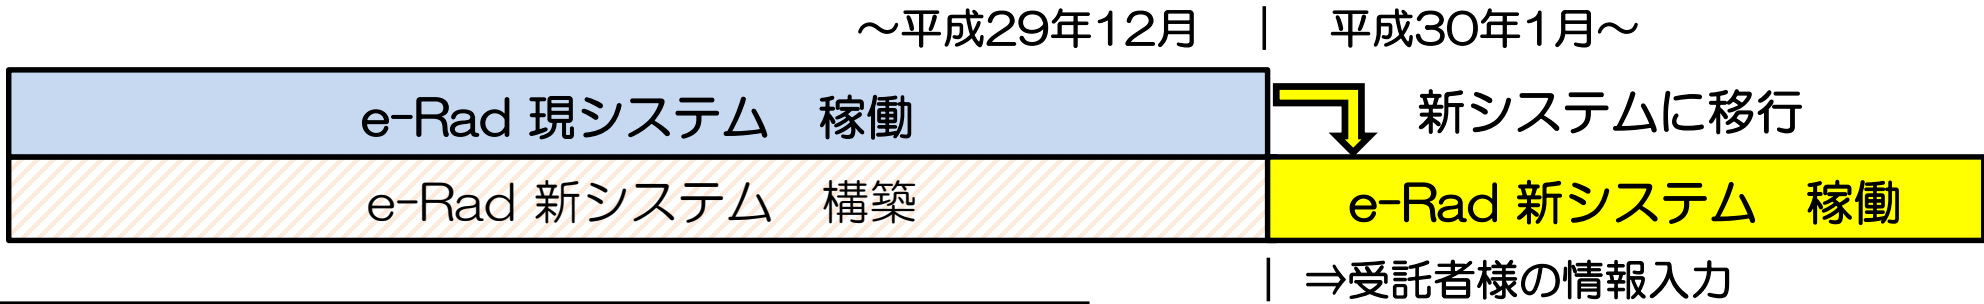 ～平成29年12月
平成30年1月～
e-Rad 現システム　稼働
新システムに移行
e-Rad 新システム　構築
e-Rad 新システム　稼働
⇒受託者様の情報入力